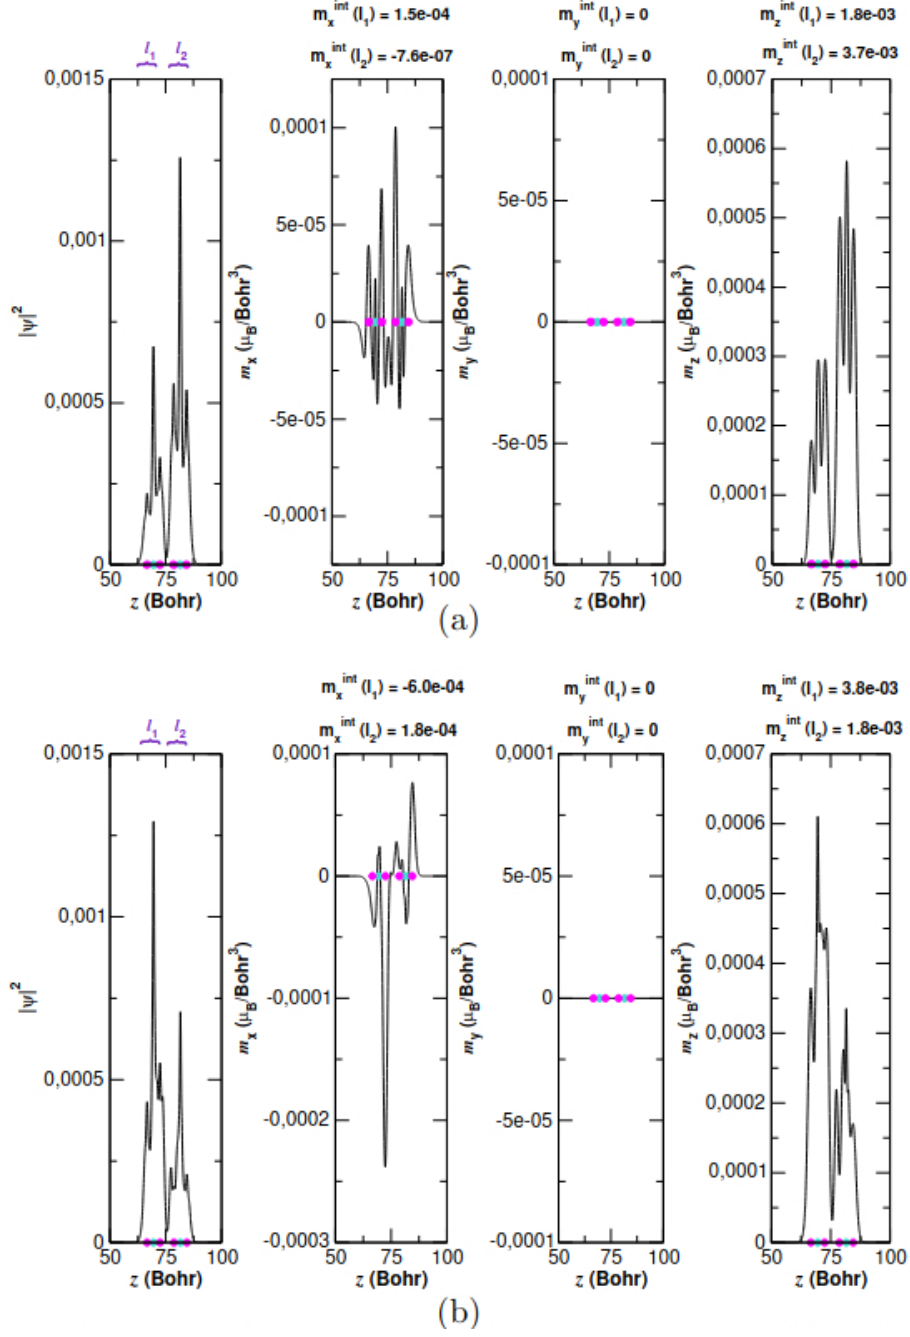 m_x^int (l_1) = 1.5e-04
m_y^int (l_1) = 0
m_z^int (l_1) = 1.8e-03
l_1 l_2
m_x^int (l_2) = -7.6e-07
m_y^int (l_2) = 0
m_z^int (l_2) = 3.7e-03
|ψ|^2
0,0015
0,001
0,0005
0
50 75 100
z (Bohr)
m_x (μ_B/Bohr^3)
0,0001
5e-05
0
-5e-05
-0,0001
50 75 100
z (Bohr)
m_y (μ_B/Bohr^3)
0,0001
5e-05
0
-5e-05
-0,0001
50 75 100
z (Bohr)
m_z (μ_B/Bohr^3)
0,0007
0,0006
0,0005
0,0004
0,0003
0,0002
0,0001
0
50 75 100
z (Bohr)
(a)
m_x^int (l_1) = -6.0e-04
m_y^int (l_1) = 0
m_z^int (l_1) = 3.8e-03
l_1 l_2
m_x^int (l_2) = 1.8e-04
m_y^int (l_2) = 0
m_z^int (l_2) = 1.8e-03
|ψ|^2
0,0015
0,001
0,0005
0
50 75 100
z (Bohr)
m_x (μ_B/Bohr^3)
0,0001
0
-0,0001
-0,0002
-0,0003
50 75 100
z (Bohr)
m_y (μ_B/Bohr^3)
0,0001
5e-05
0
-5e-05
-0,0001
50 75 100
z (Bohr)
m_z (μ_B/Bohr^3)
0,0007
0,0006
0,0005
0,0004
0,0003
0,0002
0,0001
0
50 75 100
z (Bohr)
(b)